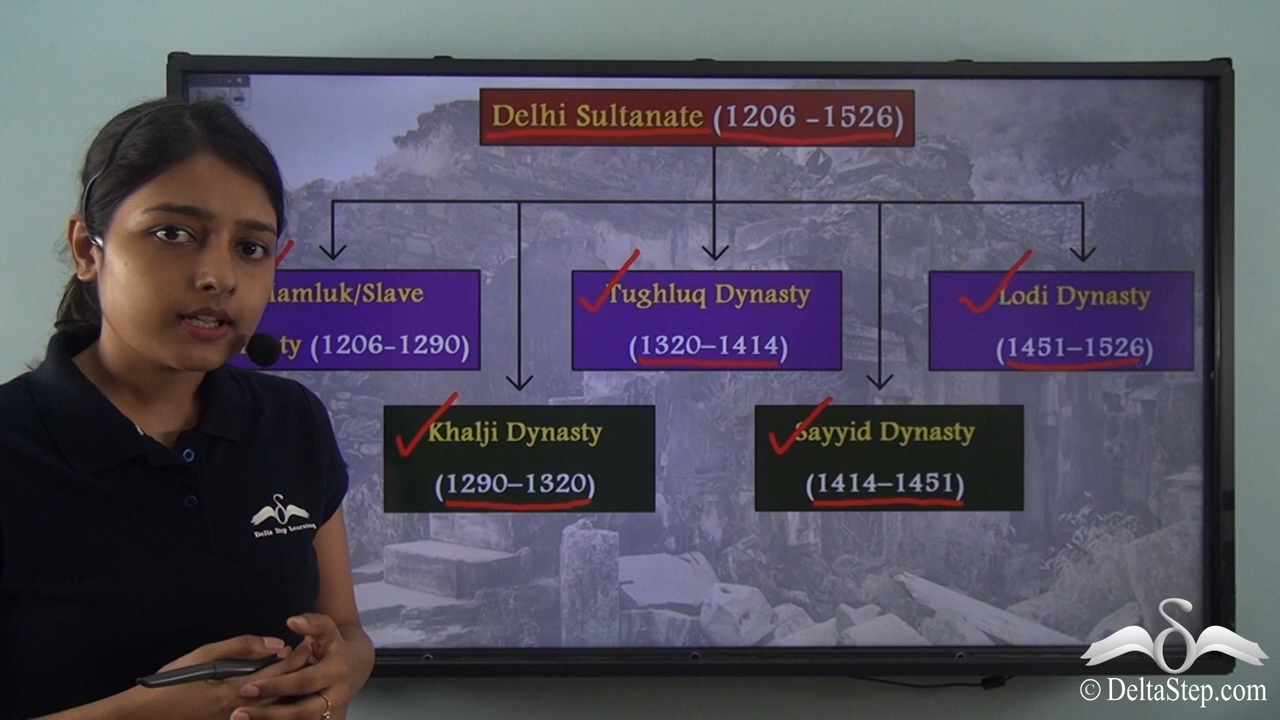 Delhi Sultanate (1206 -1526)
amluk/Slave
ty (1206-1290)
Tughluq Dynasty
(1320–1414)
Lodi Dynasty
(1451–1526)
Khalji Dynasty
(1290–1320)
Sayyid Dynasty
(1414–1451)
Delta Step Learning
© DeltaStep.com